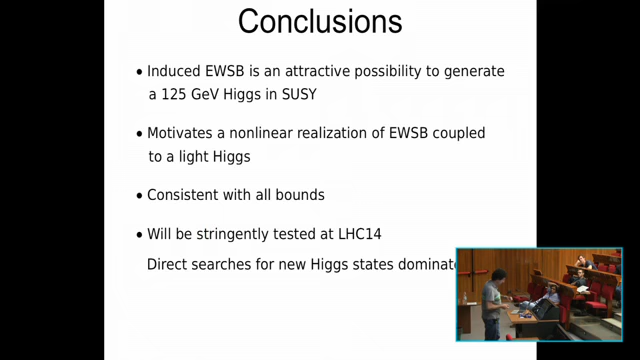 Conclusions
• Induced EWSB is an attractive possibility to generate
a 125 GeV Higgs in SUSY
• Motivates a nonlinear realization of EWSB coupled
to a light Higgs
• Consistent with all bounds
• Will be stringently tested at LHC14
Direct searches for new Higgs states dominate